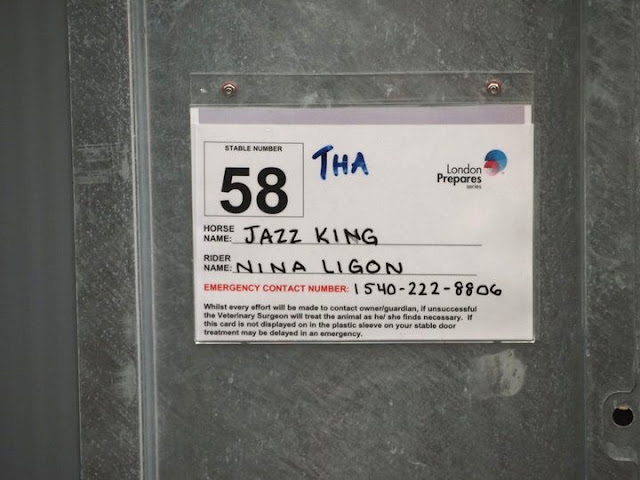 STABLE NUMBER
58
THA
London
Prepares
series
HORSE
NAME: JAZZ KING
RIDER
NAME: NINA LIGON
EMERGENCY CONTACT NUMBER: 1540-222-8806
Whilst every effort will be made to contact owner/guardian, if unsuccessful
the Veterinary Surgeon will treat the animal as he/ she finds necessary. If
this card is not displayed on in the plastic sleeve on your stable door
treatment may be delayed in an emergency.